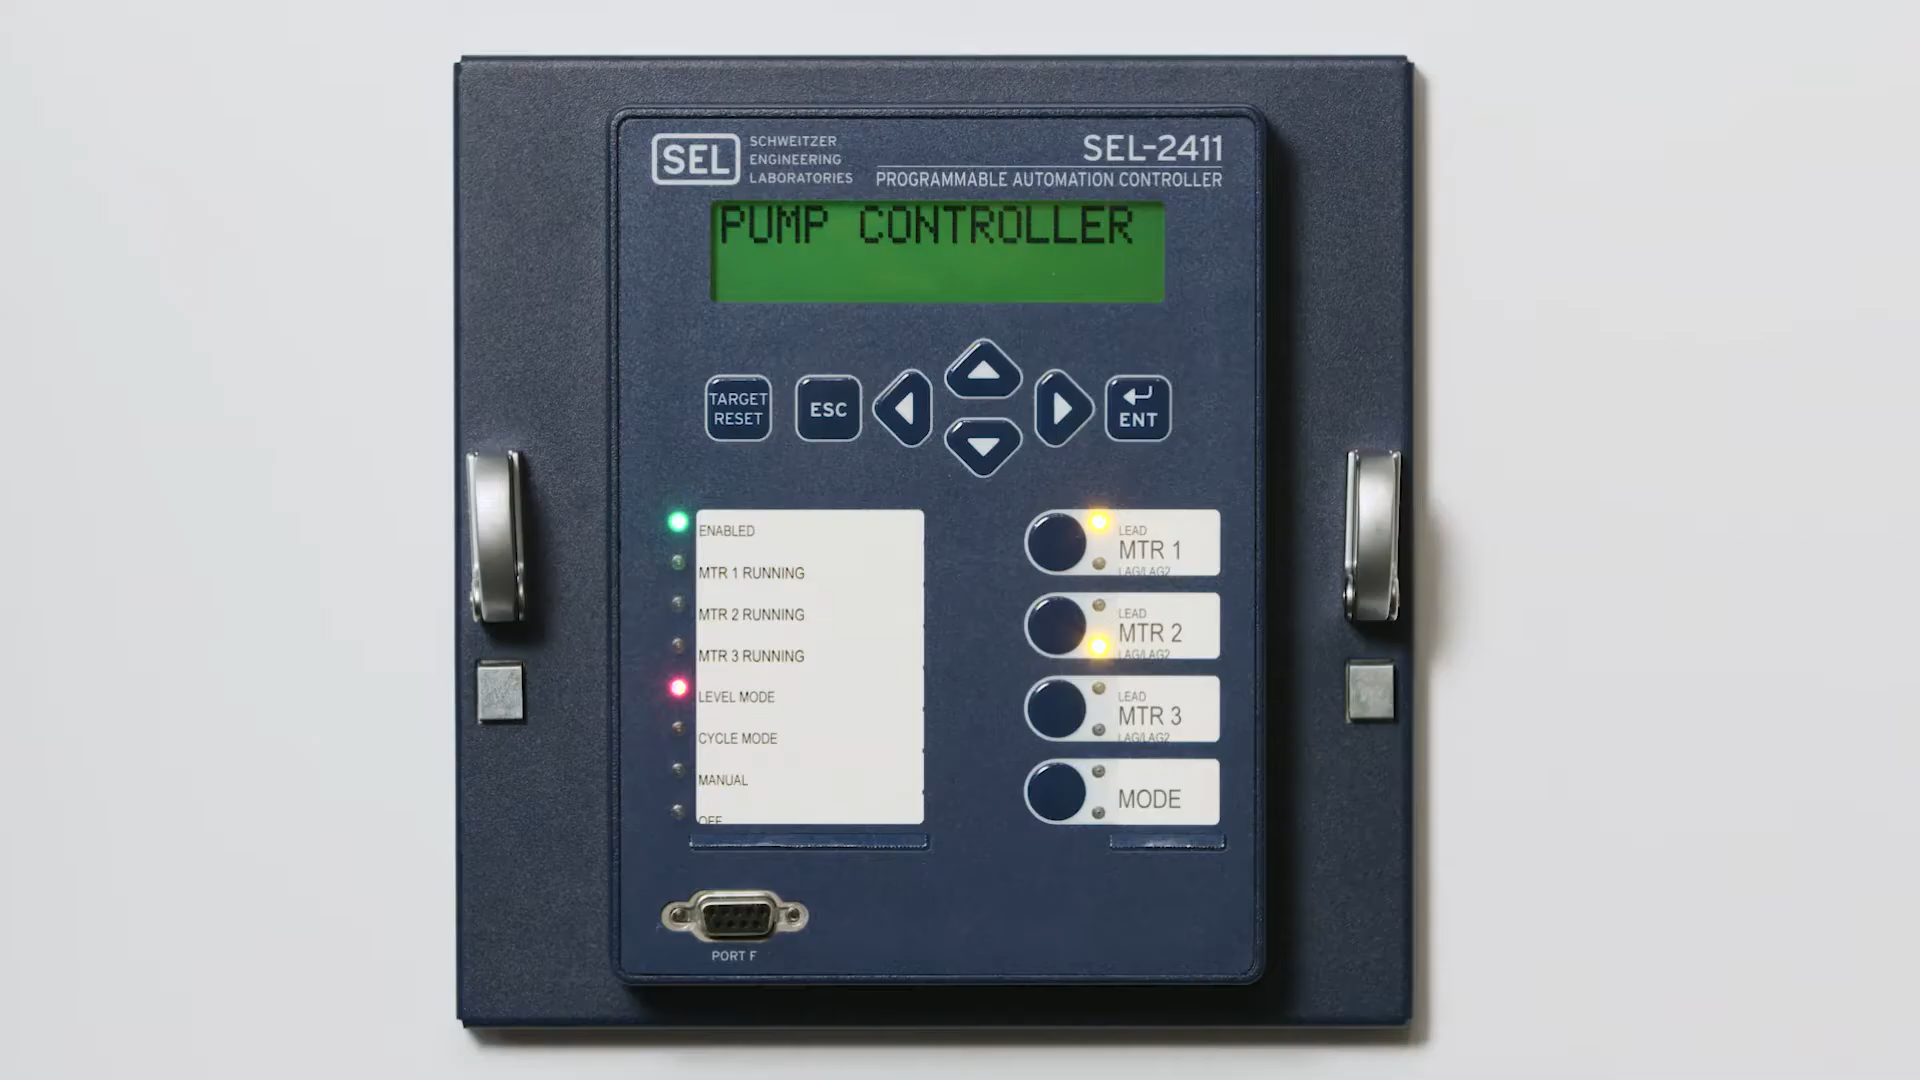 SEL
SCHWEITZER
ENGINEERING
LABORATORIES
SEL-2411
PROGRAMMABLE AUTOMATION CONTROLLER
PUMP CONTROLLER
TARGET
RESET
ESC
ENT
ENABLED
MTR 1 RUNNING
MTR 2 RUNNING
MTR 3 RUNNING
LEVEL MODE
CYCLE MODE
MANUAL
OFF
LEAD
MTR 1
LAG/LAG2
LEAD
MTR 2
LAG/LAG2
LEAD
MTR 3
LAG/LAG2
MODE
PORT F